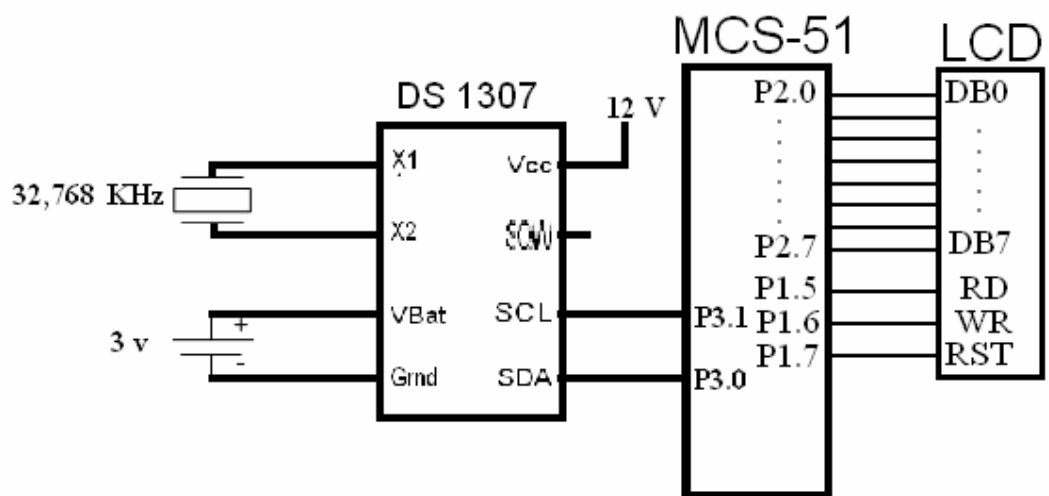 MCS-51
LCD
DS 1307
12 V
P2.0
DB0
X1
Vcc
32,768 KHz
X2
SQW
P2.7
DB7
P1.5
RD
VBat
SCL
P3.1
P1.6
WR
3 v
+
-
P1.7
RST
Grnd
SDA
P3.0